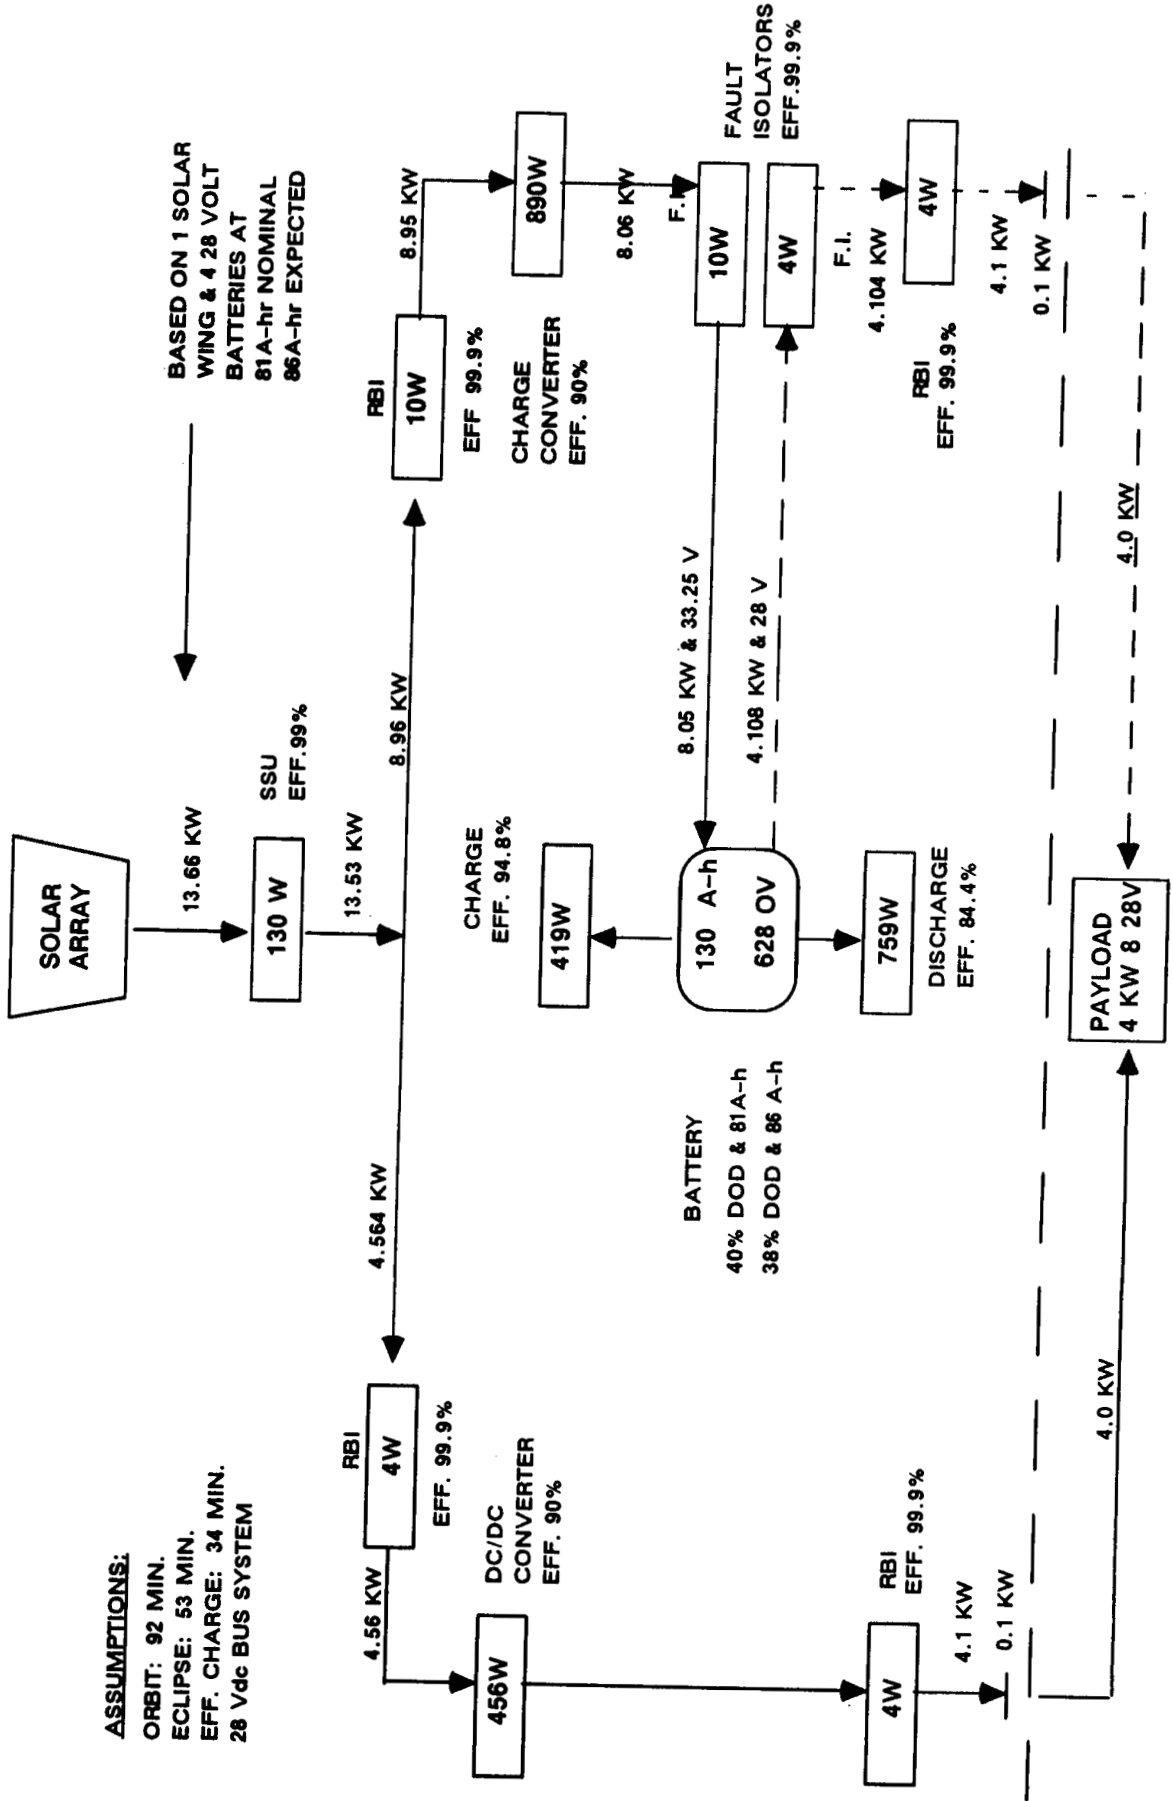 ASSUMPTIONS:
ORBIT: 92 MIN.
ECLIPSE: 53 MIN.
EFF. CHARGE: 34 MIN.
28 Vdc BUS SYSTEM
SOLAR
ARRAY
13.66 KW
BASED ON 1 SOLAR
WING & 4 28 VOLT
BATTERIES AT
81A-hr NOMINAL
86A-hr EXPECTED
130 W
SSU
EFF.99%
13.53 KW
4.564 KW
8.96 KW
RBI
4W
EFF. 99.9%
4.56 KW
RBI
10W
EFF 99.9%
8.95 KW
456W
DC/DC
CONVERTER
EFF. 90%
CHARGE
CONVERTER
EFF. 90%
890W
8.06 KW
F.I.
419W
CHARGE
EFF. 94.8%
BATTERY
40% DOD & 81A-h
38% DOD & 86 A-h
130 A-h
628 OV
8.05 KW & 33.25 V
4.108 KW & 28 V
10W
4W
FAULT
ISOLATORS
EFF.99.9%
F.I.
4.104 KW
759W
DISCHARGE
EFF. 84.4%
RBI
EFF. 99.9%
4W
RBI
EFF. 99.9%
4W
4.1 KW
0.1 KW
4.1 KW
0.1 KW
4.0 KW
PAYLOAD
4 KW 8 28V
4.0 KW